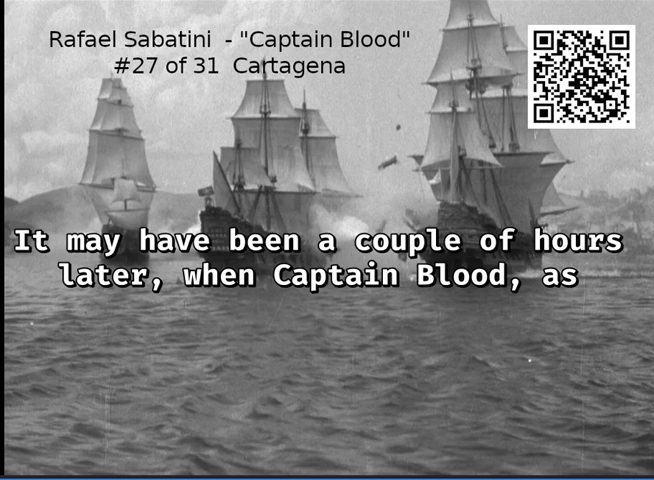 Rafael Sabatini - "Captain Blood"
#27 of 31 Cartagena
It may have been a couple of hours
later, when Captain Blood, as